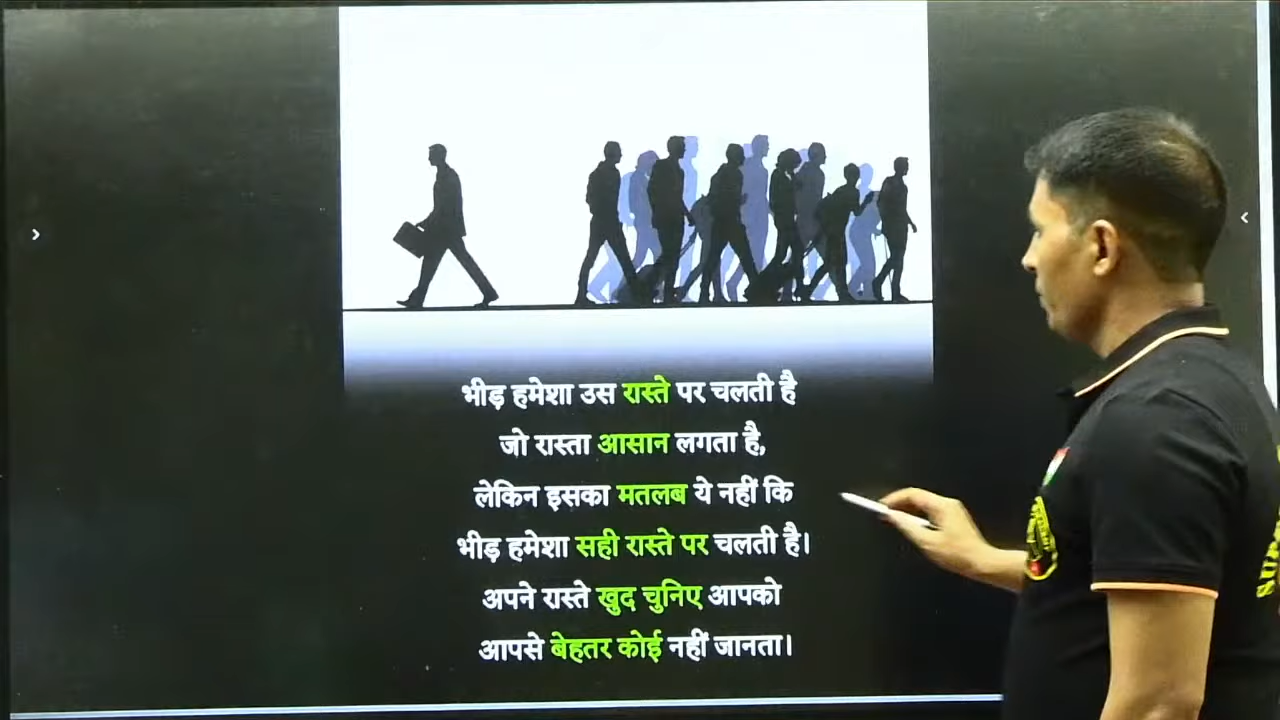 भीड़ हमेशा उस रास्ते पर चलती है
जो रास्ता आसान लगता है,
लेकिन इसका मतलब ये नहीं कि
भीड़ हमेशा सही रास्ते पर चलती है।
अपने रास्ते खुद चुनिए आपको
आपसे बेहतर कोई नहीं जानता।